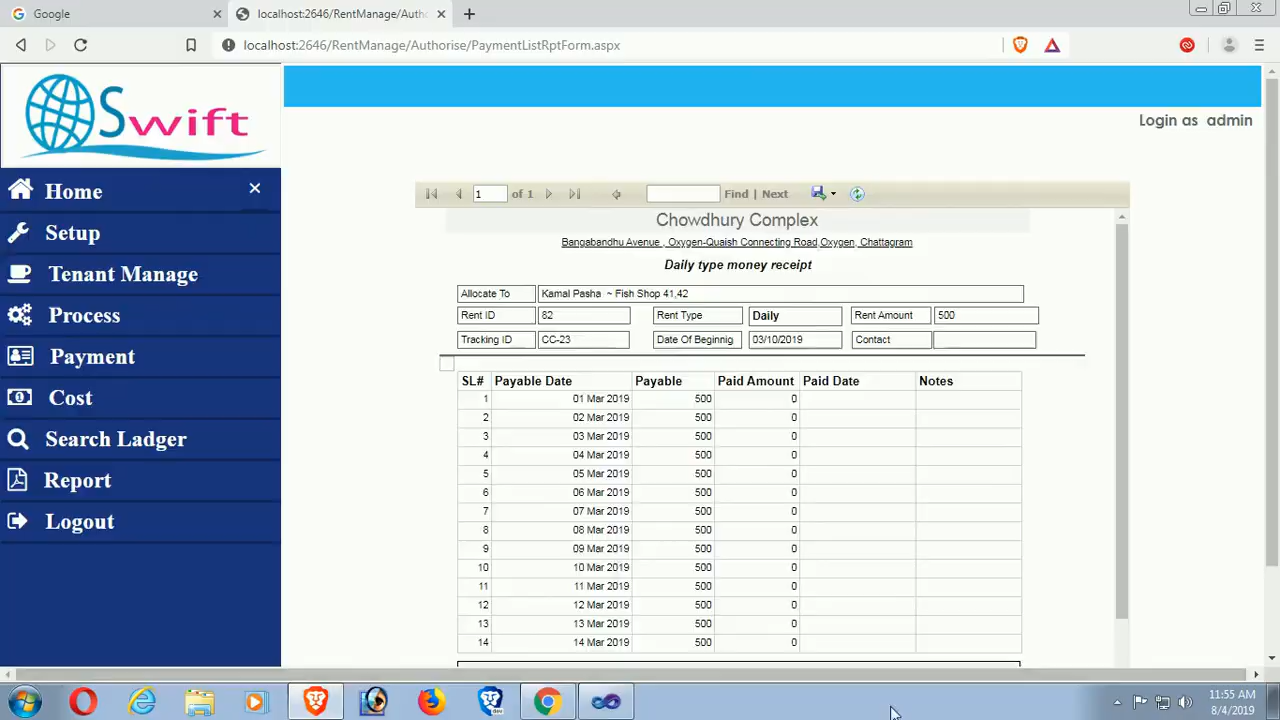 Google
localhost:2646/RentManage/Autho
localhost:2646/RentManage/Authorise/PaymentListRptForm.aspx
Swift
Login as admin
Home
Setup
Tenant Manage
Process
Payment
Cost
Search Ledger
Report
Logout
1 of 1 Find | Next
Chowdhury Complex
Bangabandhu Avenue , Oxygen-Quaish Connecting Road,Oxygen, Chattagram
Daily type money receipt
Allocate To Kamal Pasha ~ Fish Shop 41,42
Rent ID 82 Rent Type Daily Rent Amount 500
Tracking ID CC-23 Date Of Beginnig 03/10/2019 Contact
SL# Payable Date Payable Paid Amount Paid Date Notes
1 01 Mar 2019 500 0
2 02 Mar 2019 500 0
3 03 Mar 2019 500 0
4 04 Mar 2019 500 0
5 05 Mar 2019 500 0
6 06 Mar 2019 500 0
7 07 Mar 2019 500 0
8 08 Mar 2019 500 0
9 09 Mar 2019 500 0
10 10 Mar 2019 500 0
11 11 Mar 2019 500 0
12 12 Mar 2019 500 0
13 13 Mar 2019 500 0
14 14 Mar 2019 500 0
dev
11:55 AM
8/4/2019